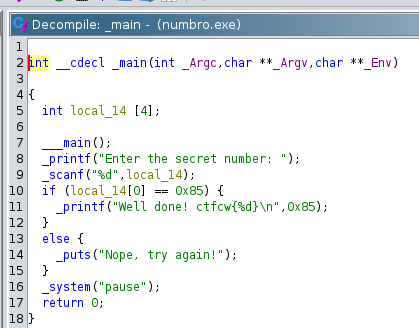 Decompile: _main - (numbro.exe)
1
2 int __cdecl _main(int _Argc,char **_Argv,char **_Env)
3
4 {
5   int local_14 [4];
6
7   ___main();
8   _printf("Enter the secret number: ");
9   _scanf("%d",local_14);
10   if (local_14[0] == 0x85) {
11     _printf("Well done! ctfcw{%d}\n",0x85);
12   }
13   else {
14     _puts("Nope, try again!");
15   }
16   _system("pause");
17   return 0;
18 }